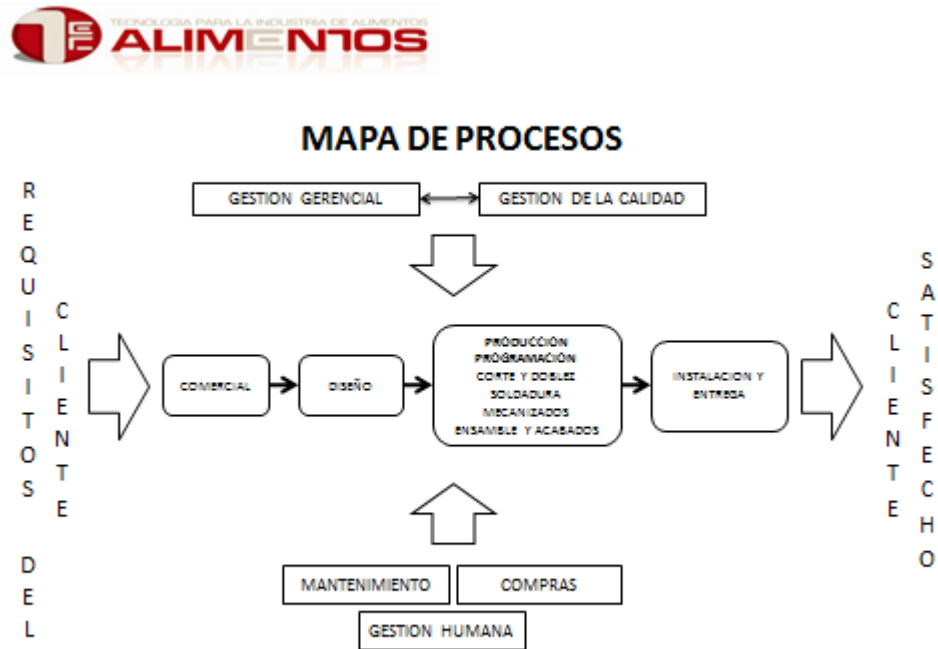 TECNOLOGIA PARA LA INDUSTRIA DE ALIMENTOS
ALIMENTOS
MAPA DE PROCESOS
REQUISITOS DEL
CLIENTE
GESTION GERENCIAL
GESTION DE LA CALIDAD
COMERCIAL
DISEÑO
PRODUCCIÓN
PROGRAMACIÓN
CORTE Y DOBLEZ
SOLDADURA
MECANIZADOS
ENSAMBLE Y ACABADOS
INSTALACION Y
ENTREGA
MANTENIMIENTO
COMPRAS
GESTION HUMANA
CLIENTE
SATISFECHO